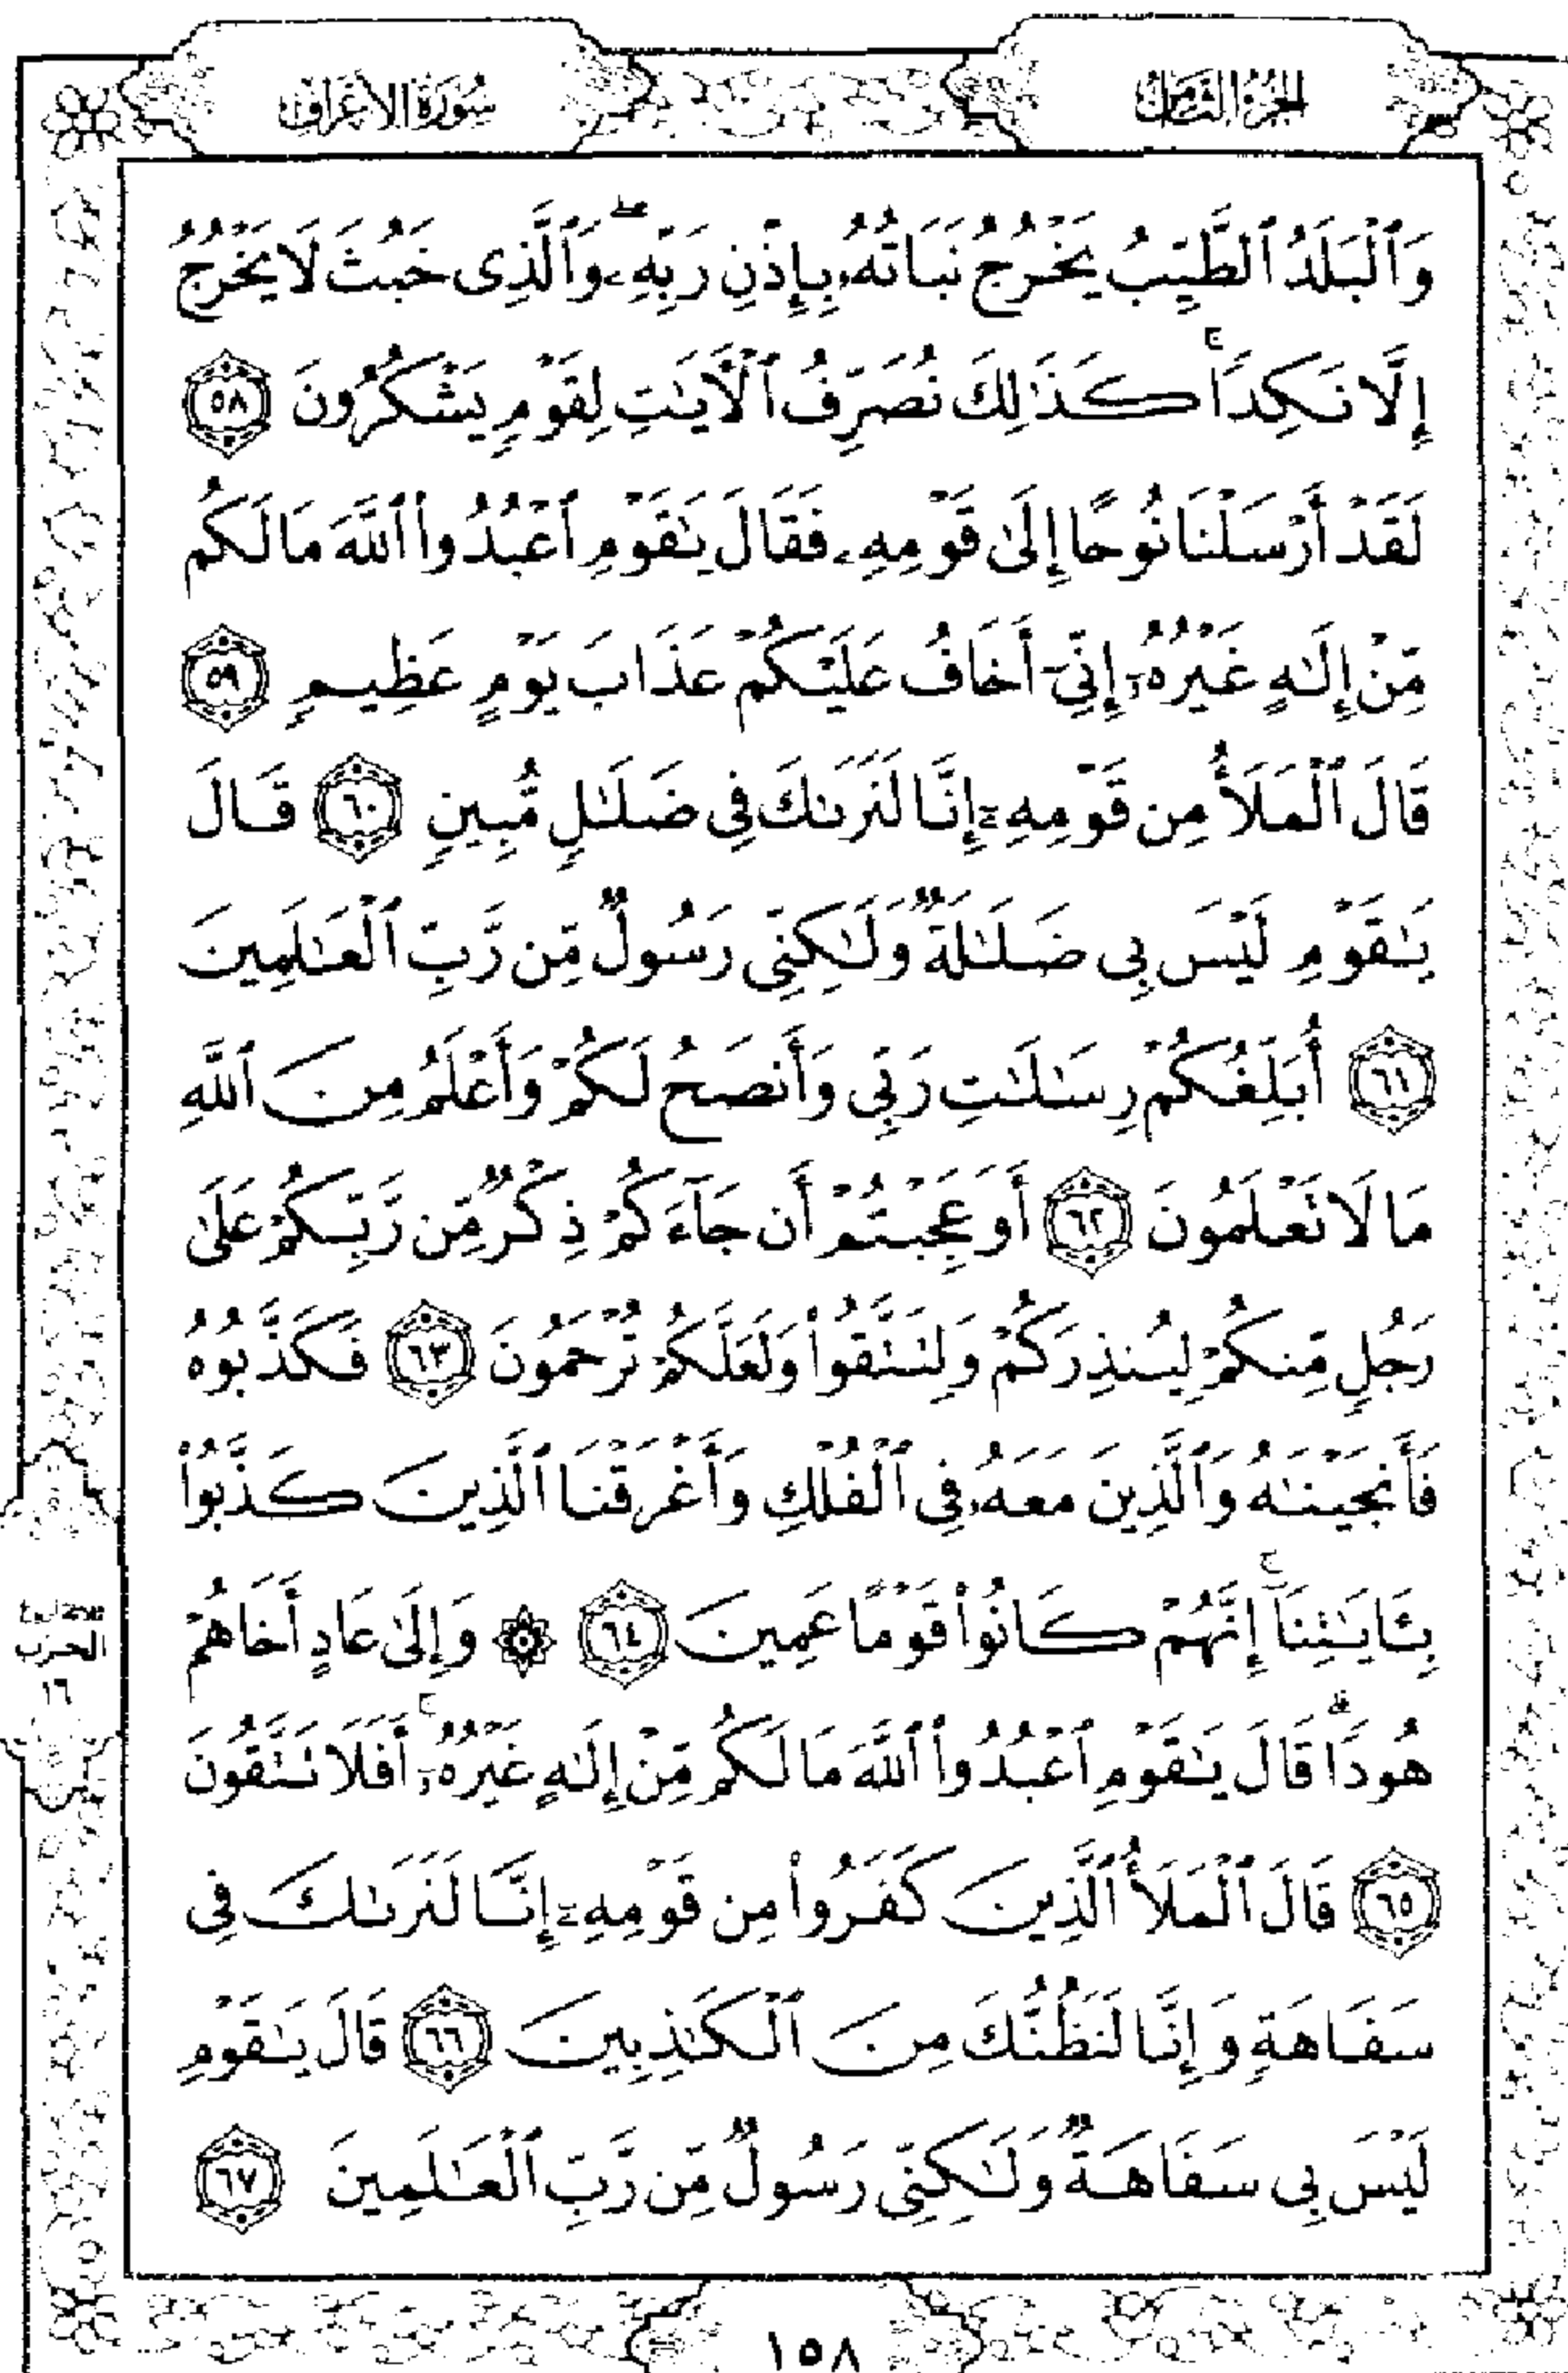 الجزء الثامن
سورة الأعراف
وَٱلْبَلَدُ ٱلطَّيِّبُ يَخْرُجُ نَبَاتُهُۥ بِإِذْنِ رَبِّهِۦ ۖ وَٱلَّذِى خَبُثَ لَا يَخْرُجُ
إِلَّا نَكِدًا ۚ كَذَٰلِكَ نُصَرِّفُ ٱلْـَٔايَـٰتِ لِقَوْمٍ يَشْكُرُونَ ٥٨
لَقَدْ أَرْسَلْنَا نُوحًا إِلَىٰ قَوْمِهِۦ فَقَالَ يَـٰقَوْمِ ٱعْبُدُوا۟ ٱللَّهَ مَا لَكُم
مِّنْ إِلَـٰهٍ غَيْرُهُۥٓ إِنِّىٓ أَخَافُ عَلَيْكُمْ عَذَابَ يَوْمٍ عَظِيمٍ ٥٩
قَالَ ٱلْمَلَأُ مِن قَوْمِهِۦٓ إِنَّا لَنَرَىٰكَ فِى ضَلَـٰلٍ مُّبِينٍ ٦٠ قَالَ
يَـٰقَوْمِ لَيْسَ بِى ضَلَـٰلَةٌ وَلَـٰكِنِّى رَسُولٌ مِّن رَّبِّ ٱلْعَـٰلَمِينَ
٦١ أُبَلِّغُكُمْ رِسَـٰلَـٰتِ رَبِّى وَأَنصَحُ لَكُمْ وَأَعْلَمُ مِنَ ٱللَّهِ
مَا لَا تَعْلَمُونَ ٦٢ أَوَعَجِبْتُمْ أَن جَآءَكُمْ ذِكْرٌ مِّن رَّبِّكُمْ عَلَىٰ
رَجُلٍ مِّنكُمْ لِيُنذِرَكُمْ وَلِتَتَّقُوا۟ وَلَعَلَّكُمْ تُرْحَمُونَ ٦٣ فَكَذَّبُوهُ
فَأَنجَيْنَـٰهُ وَٱلَّذِينَ مَعَهُۥ فِى ٱلْفُلْكِ وَأَغْرَقْنَا ٱلَّذِينَ كَذَّبُوا۟
بِـَٔايَـٰتِنَآ ۚ إِنَّهُمْ كَانُوا۟ قَوْمًا عَمِينَ ٦٤ ۞ وَإِلَىٰ عَادٍ أَخَاهُمْ
هُودًا ۗ قَالَ يَـٰقَوْمِ ٱعْبُدُوا۟ ٱللَّهَ مَا لَكُم مِّنْ إِلَـٰهٍ غَيْرُهُۥٓ ۚ أَفَلَا تَتَّقُونَ
٦٥ قَالَ ٱلْمَلَأُ ٱلَّذِينَ كَفَرُوا۟ مِن قَوْمِهِۦٓ إِنَّا لَنَرَىٰكَ فِى
سَفَاهَةٍ وَإِنَّا لَنَظُنُّكَ مِنَ ٱلْكَـٰذِبِينَ ٦٦ قَالَ يَـٰقَوْمِ
لَيْسَ بِى سَفَاهَةٌ وَلَـٰكِنِّى رَسُولٌ مِّن رَّبِّ ٱلْعَـٰلَمِينَ ٦٧
الحزب
١٦
١٥٨